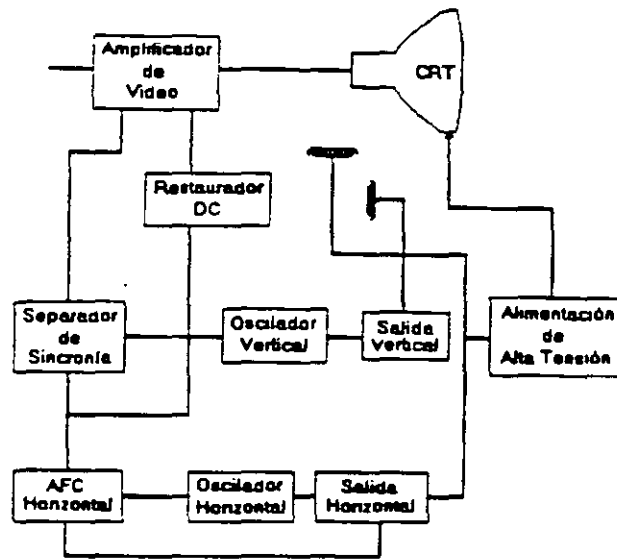 Amplificador
de
Video
CRT
Restaurador
DC
Separador
de
Sincronía
Oscilador
Vertical
Salida
Vertical
Alimentación
de
Alta Tensión
AFC
Horizontal
Oscilador
Horizontal
Salida
Horizontal